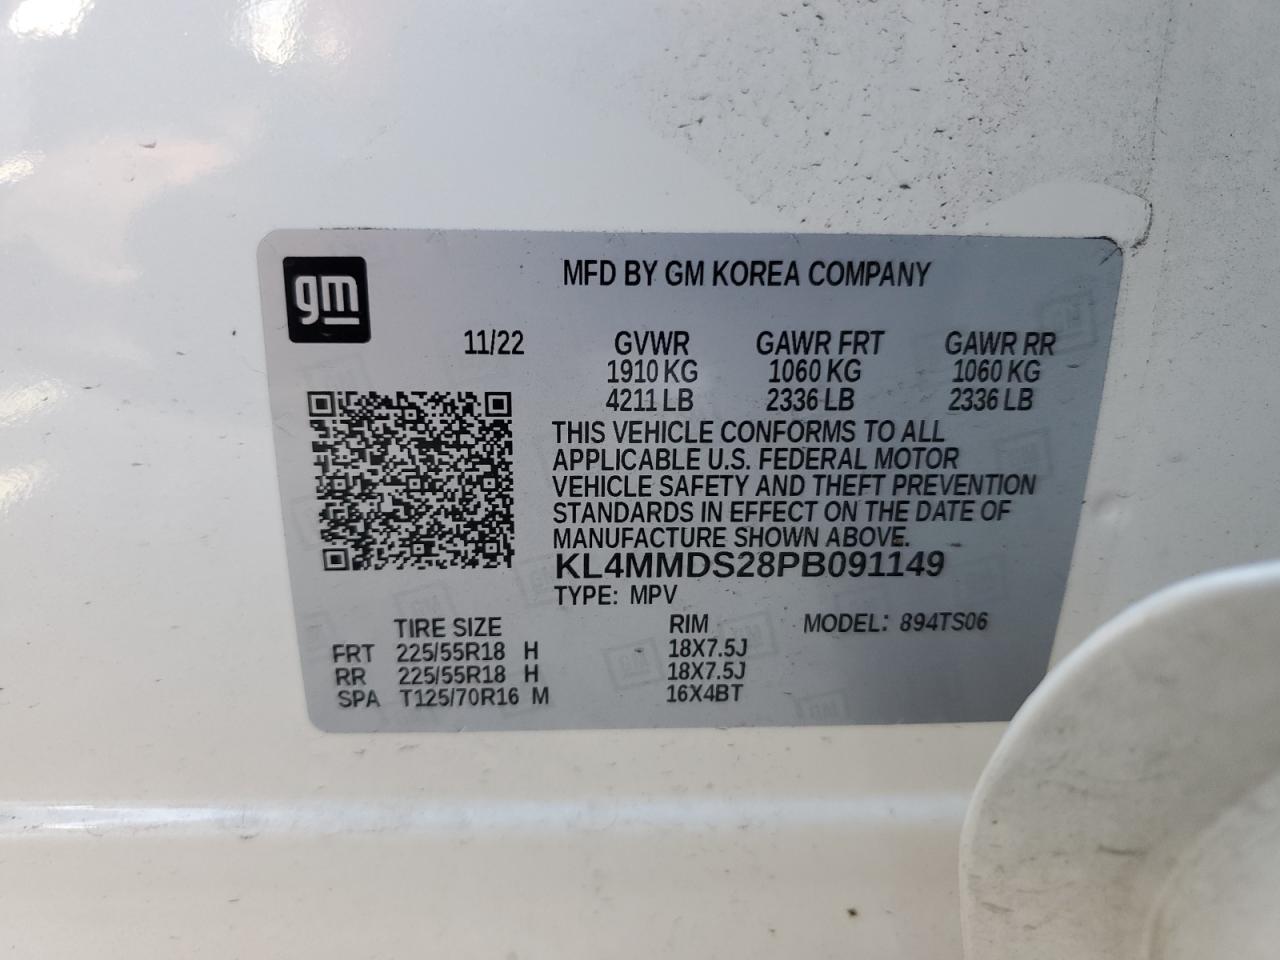 gm
MFD BY GM KOREA COMPANY
11/22 GVWR GAWR FRT GAWR RR
1910 KG 1060 KG 1060 KG
4211 LB 2336 LB 2336 LB
THIS VEHICLE CONFORMS TO ALL
APPLICABLE U.S. FEDERAL MOTOR
VEHICLE SAFETY AND THEFT PREVENTION
STANDARDS IN EFFECT ON THE DATE OF
MANUFACTURE SHOWN ABOVE.
KL4MMDS28PB091149
TYPE: MPV
TIRE SIZE RIM MODEL: 894TS06
FRT 225/55R18 H 18X7.5J
RR 225/55R18 H 18X7.5J
SPA T125/70R16 M 16X4BT